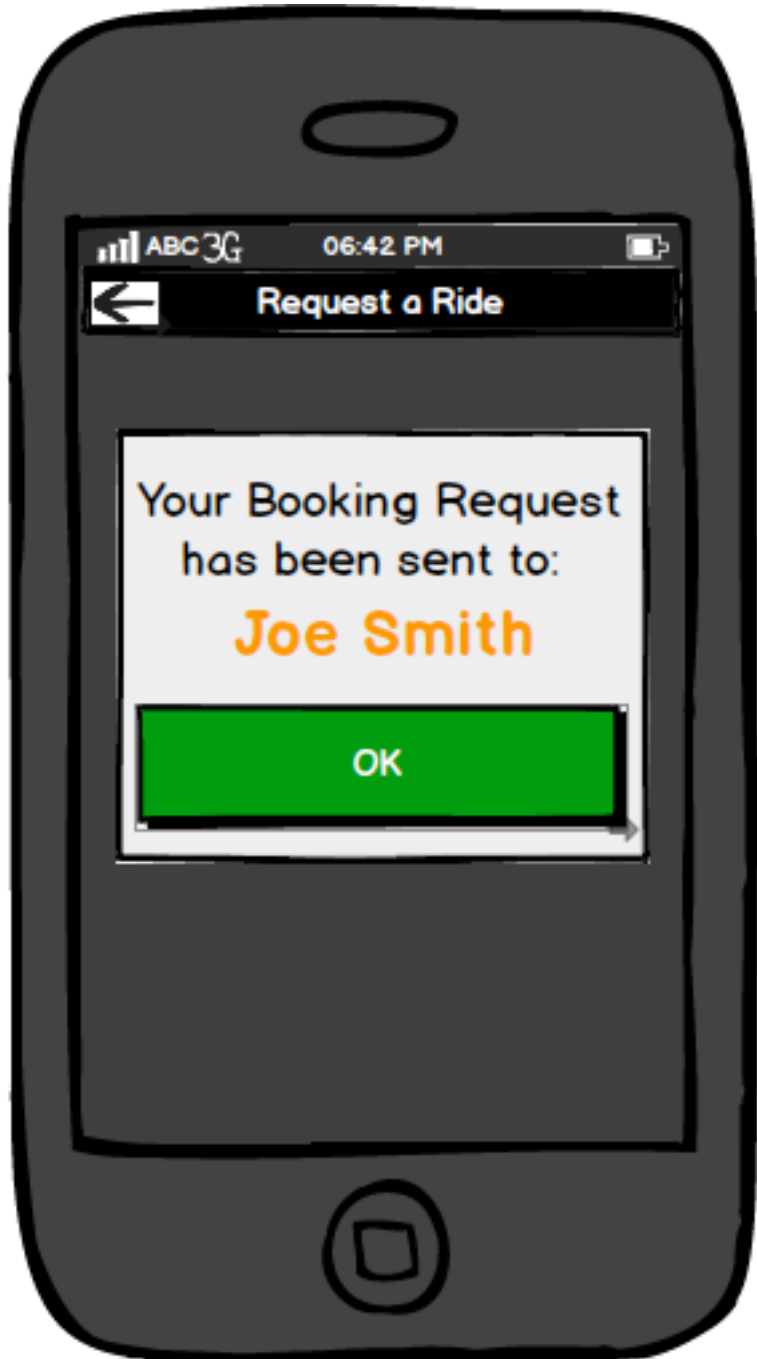 ABC 3G 06:42 PM
Request a Ride
Your Booking Request
has been sent to:
Joe Smith
OK